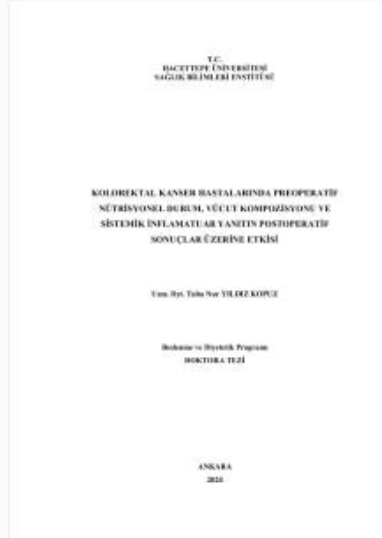 T.C.
HACETTEPE ÜNİVERSİTESİ
SAĞLIK BİLİMLERİ ENSTİTÜSÜ
KOLOREKTAL KANSER HASTALARINDA PREOPERATİF
NÜTRİSYONEL DURUM, VÜCUT KOMPOZİSYONU VE
SİSTEMİK İNFLAMATUAR YANITIN POSTOPERATİF
SONUÇLAR ÜZERİNE ETKİSİ
Uzm. Dyt. Tuba Nur YILDIZ KOPUZ
Beslenme ve Diyetetik Programı
DOKTORA TEZİ
ANKARA
2024